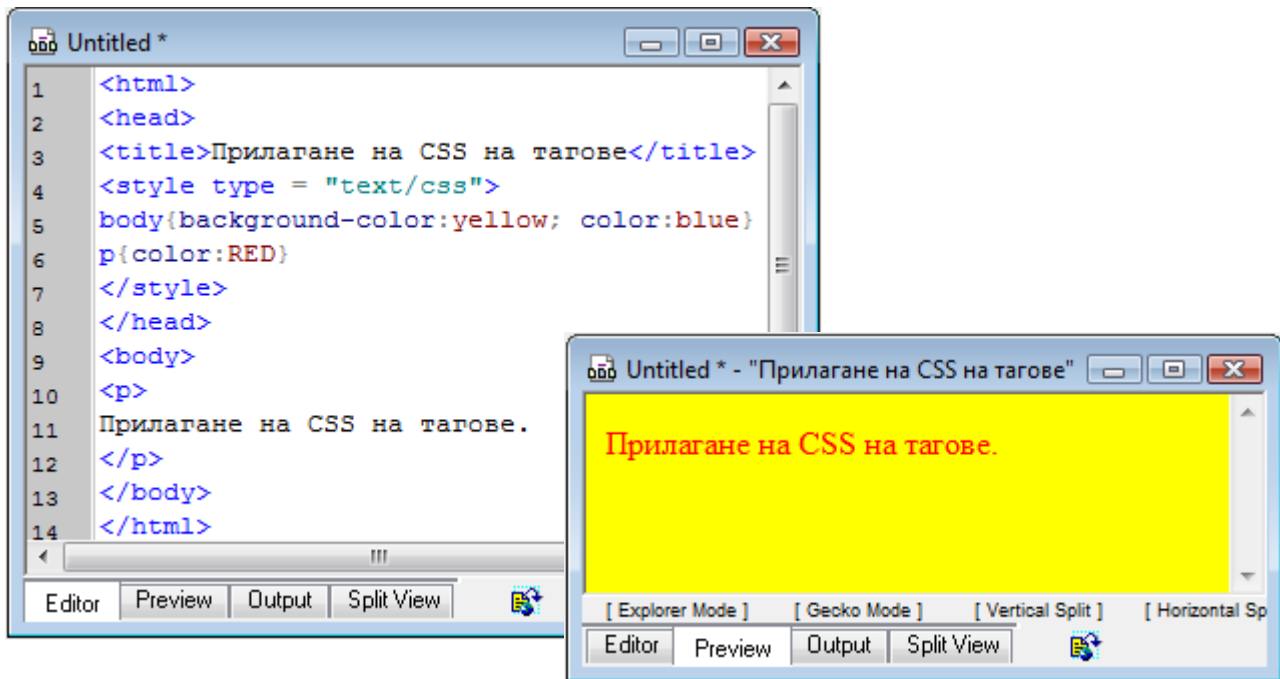 Untitled *
1 <html>
2 <head>
3 <title>Прилагане на CSS на тагове</title>
4 <style type = "text/css">
5 body{background-color:yellow; color:blue}
6 p{color:RED}
7 </style>
8 </head>
9 <body>
10 <p>
11 Прилагане на CSS на тагове.
12 </p>
13 </body>
14 </html>
Editor Preview Output Split View
Untitled * - "Прилагане на CSS на тагове"
Прилагане на CSS на тагове.
[ Explorer Mode ] [ Gecko Mode ] [ Vertical Split ] [ Horizontal Sp
Editor Preview Output Split View